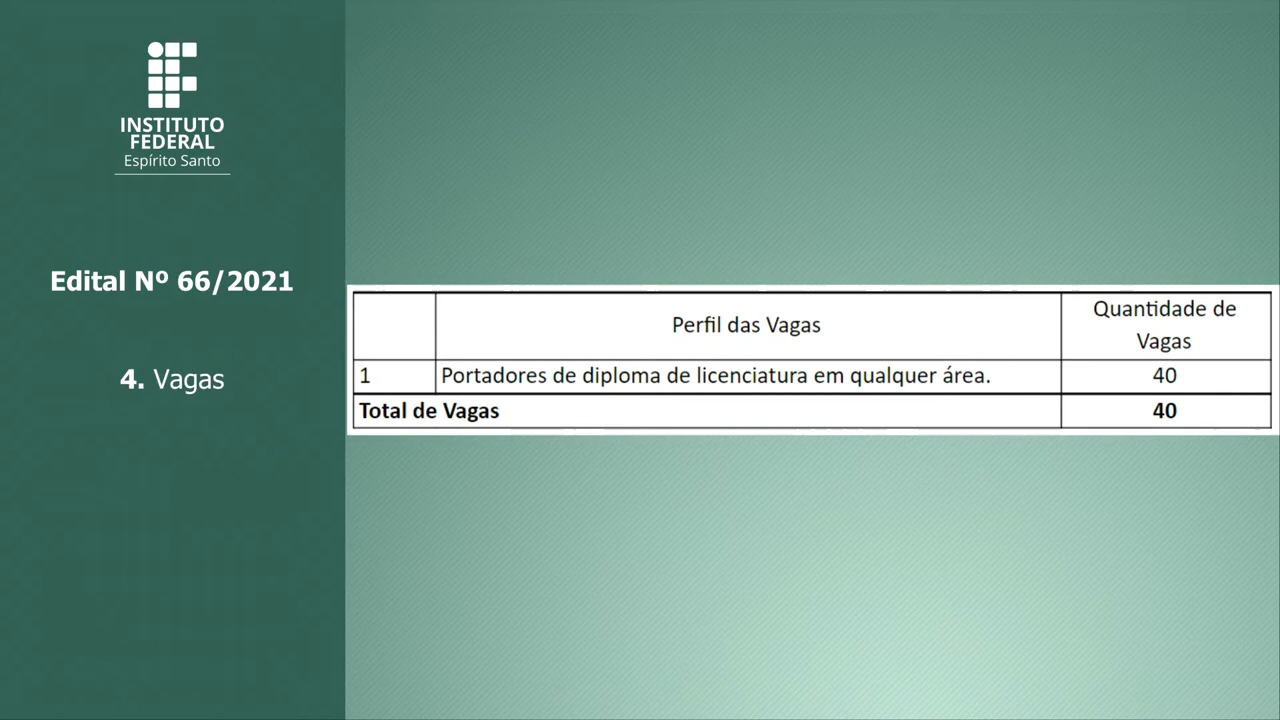 INSTITUTO
FEDERAL
Espírito Santo
Edital Nº 66/2021
4. Vagas
Perfil das Vagas
Quantidade de
Vagas
1 Portadores de diploma de licenciatura em qualquer área. 40
Total de Vagas 40